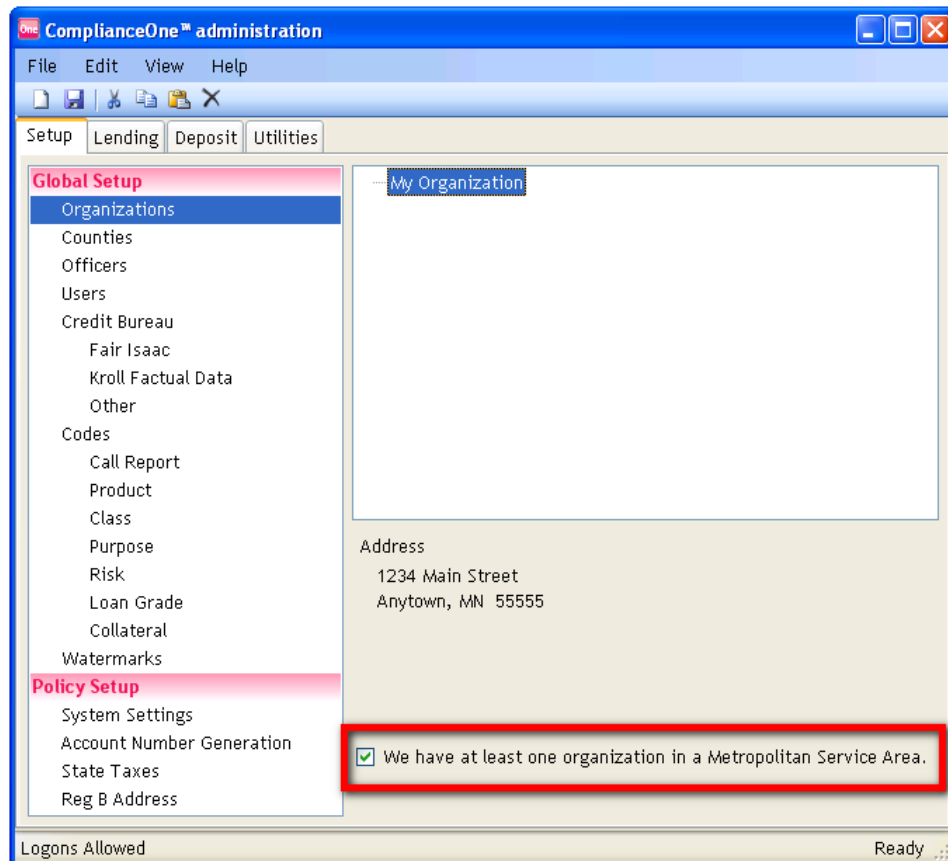 One ComplianceOne™ administration
File Edit View Help
Setup Lending Deposit Utilities
Global Setup
Organizations
Counties
Officers
Users
Credit Bureau
Fair Isaac
Kroll Factual Data
Other
Codes
Call Report
Product
Class
Purpose
Risk
Loan Grade
Collateral
Watermarks
Policy Setup
System Settings
Account Number Generation
State Taxes
Reg B Address
My Organization
Address
1234 Main Street
Anytown, MN 55555
We have at least one organization in a Metropolitan Service Area.
Logons Allowed
Ready